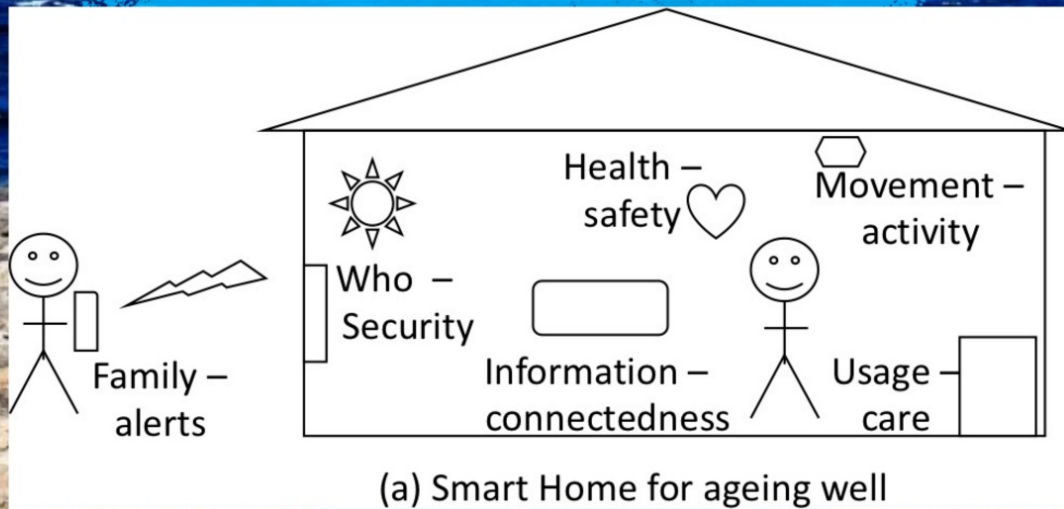 Health –
safety
Movement –
activity
Who –
Security
Family –
alerts
Information –
connectedness
Usage –
care
(a) Smart Home for ageing well